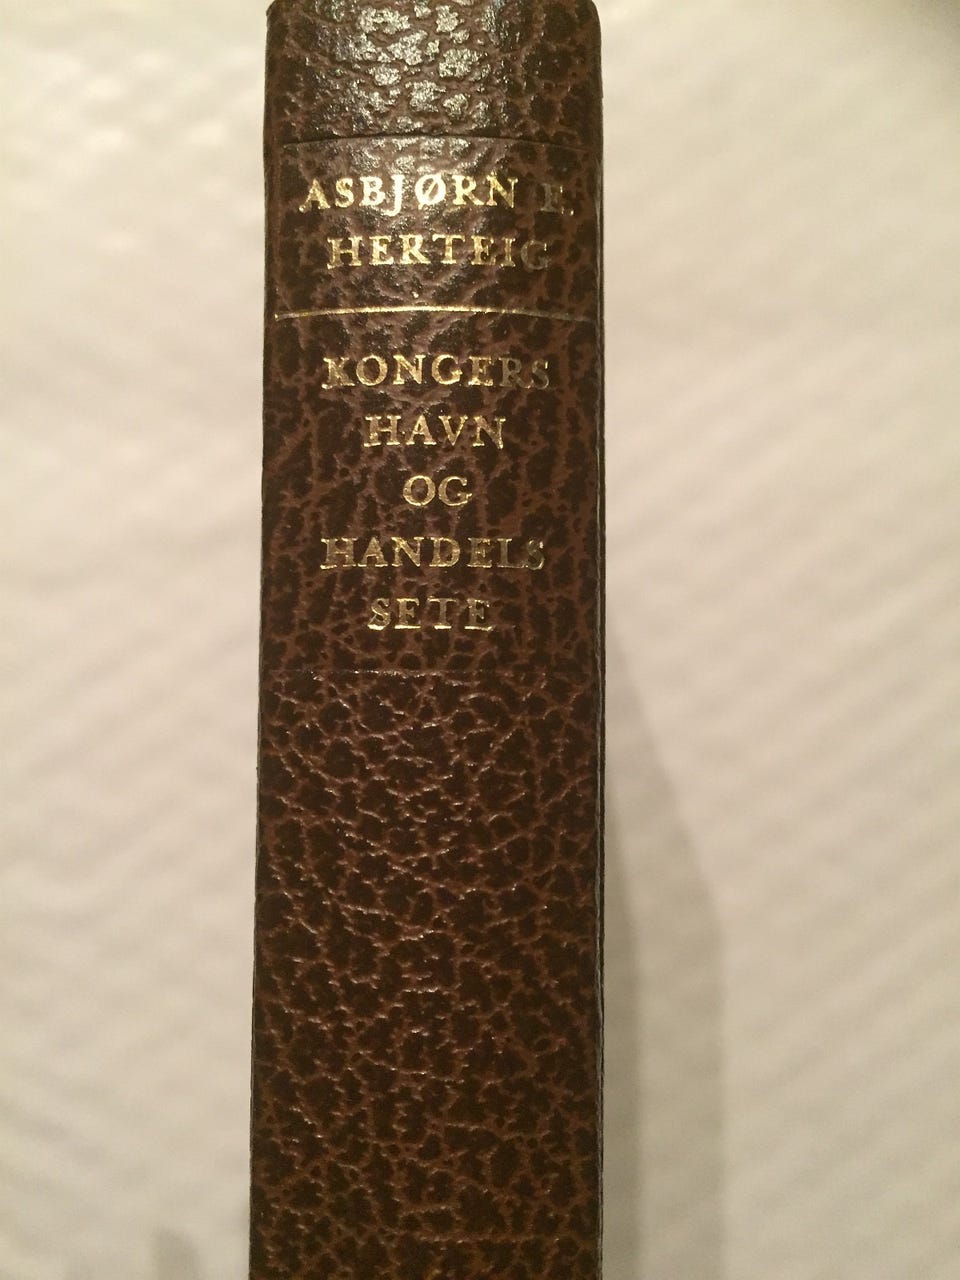 ASBJØRN E.
HERTEIG
KONGERS
HAVN
OG
HANDELS
SETE